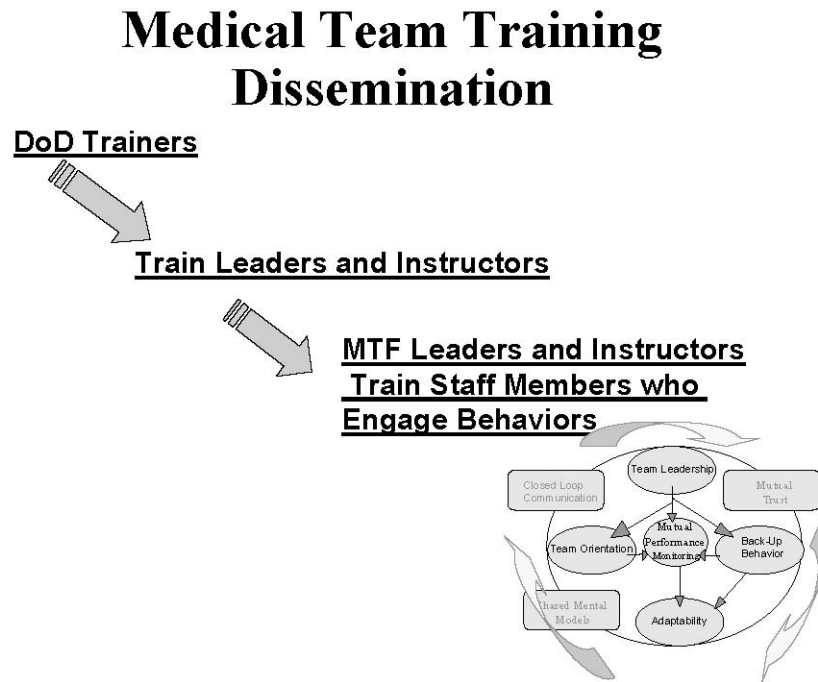 Medical Team Training
Dissemination
DoD Trainers
Train Leaders and Instructors
MTF Leaders and Instructors
Train Staff Members who
Engage Behaviors
Team Leadership
Closed Loop
Communication
Mutual
Trust
Team Orientation
Mutual
Performance
Monitoring
Back-Up
Behavior
Shared Mental
Models
Adaptability